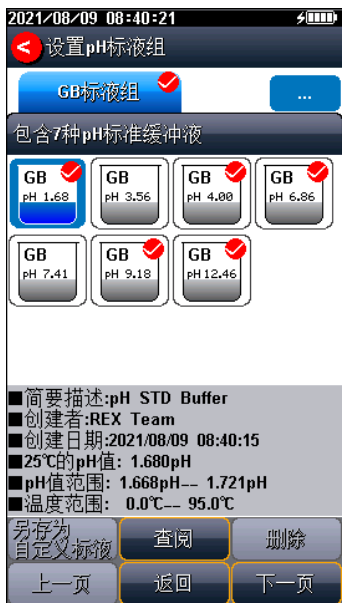 2021/08/09 08:40:21
设置pH标液组
GB标液组 ...
包含7种pH标准缓冲液
GB GB GB GB
pH 1.68 pH 3.56 pH 4.00 pH 6.86
GB GB GB
pH 7.41 pH 9.18 pH 12.46
■简要描述:pH STD Buffer
■创建者:REX Team
■创建日期:2021/08/09 08:40:15
■25℃的pH值: 1.680pH
■pH值范围: 1.668pH-- 1.721pH
■温度范围: 0.0℃-- 95.0℃
另存为
自定义标液 查阅 删除
上一页 返回 下一页